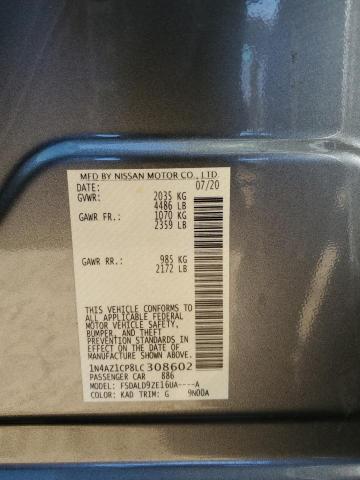 MFD BY NISSAN MOTOR CO., LTD.
DATE: 07/20
GVWR: 2035 KG
4486 LB
GAWR FR.: 1070 KG
2359 LB
GAWR RR.: 985 KG
2172 LB
THIS VEHICLE CONFORMS TO
ALL APPLICABLE FEDERAL
MOTOR VEHICLE SAFETY,
BUMPER, AND THEFT
PREVENTION STANDARDS
IN EFFECT ON THE DATE OF
MANUFACTURE SHOWN ABOVE.
1N4AZ1CP8LC308602
PASSENGER CAR 886
MODEL: FSDALD9ZE16UA----A
COLOR: KAD TRIM: G 9N00A